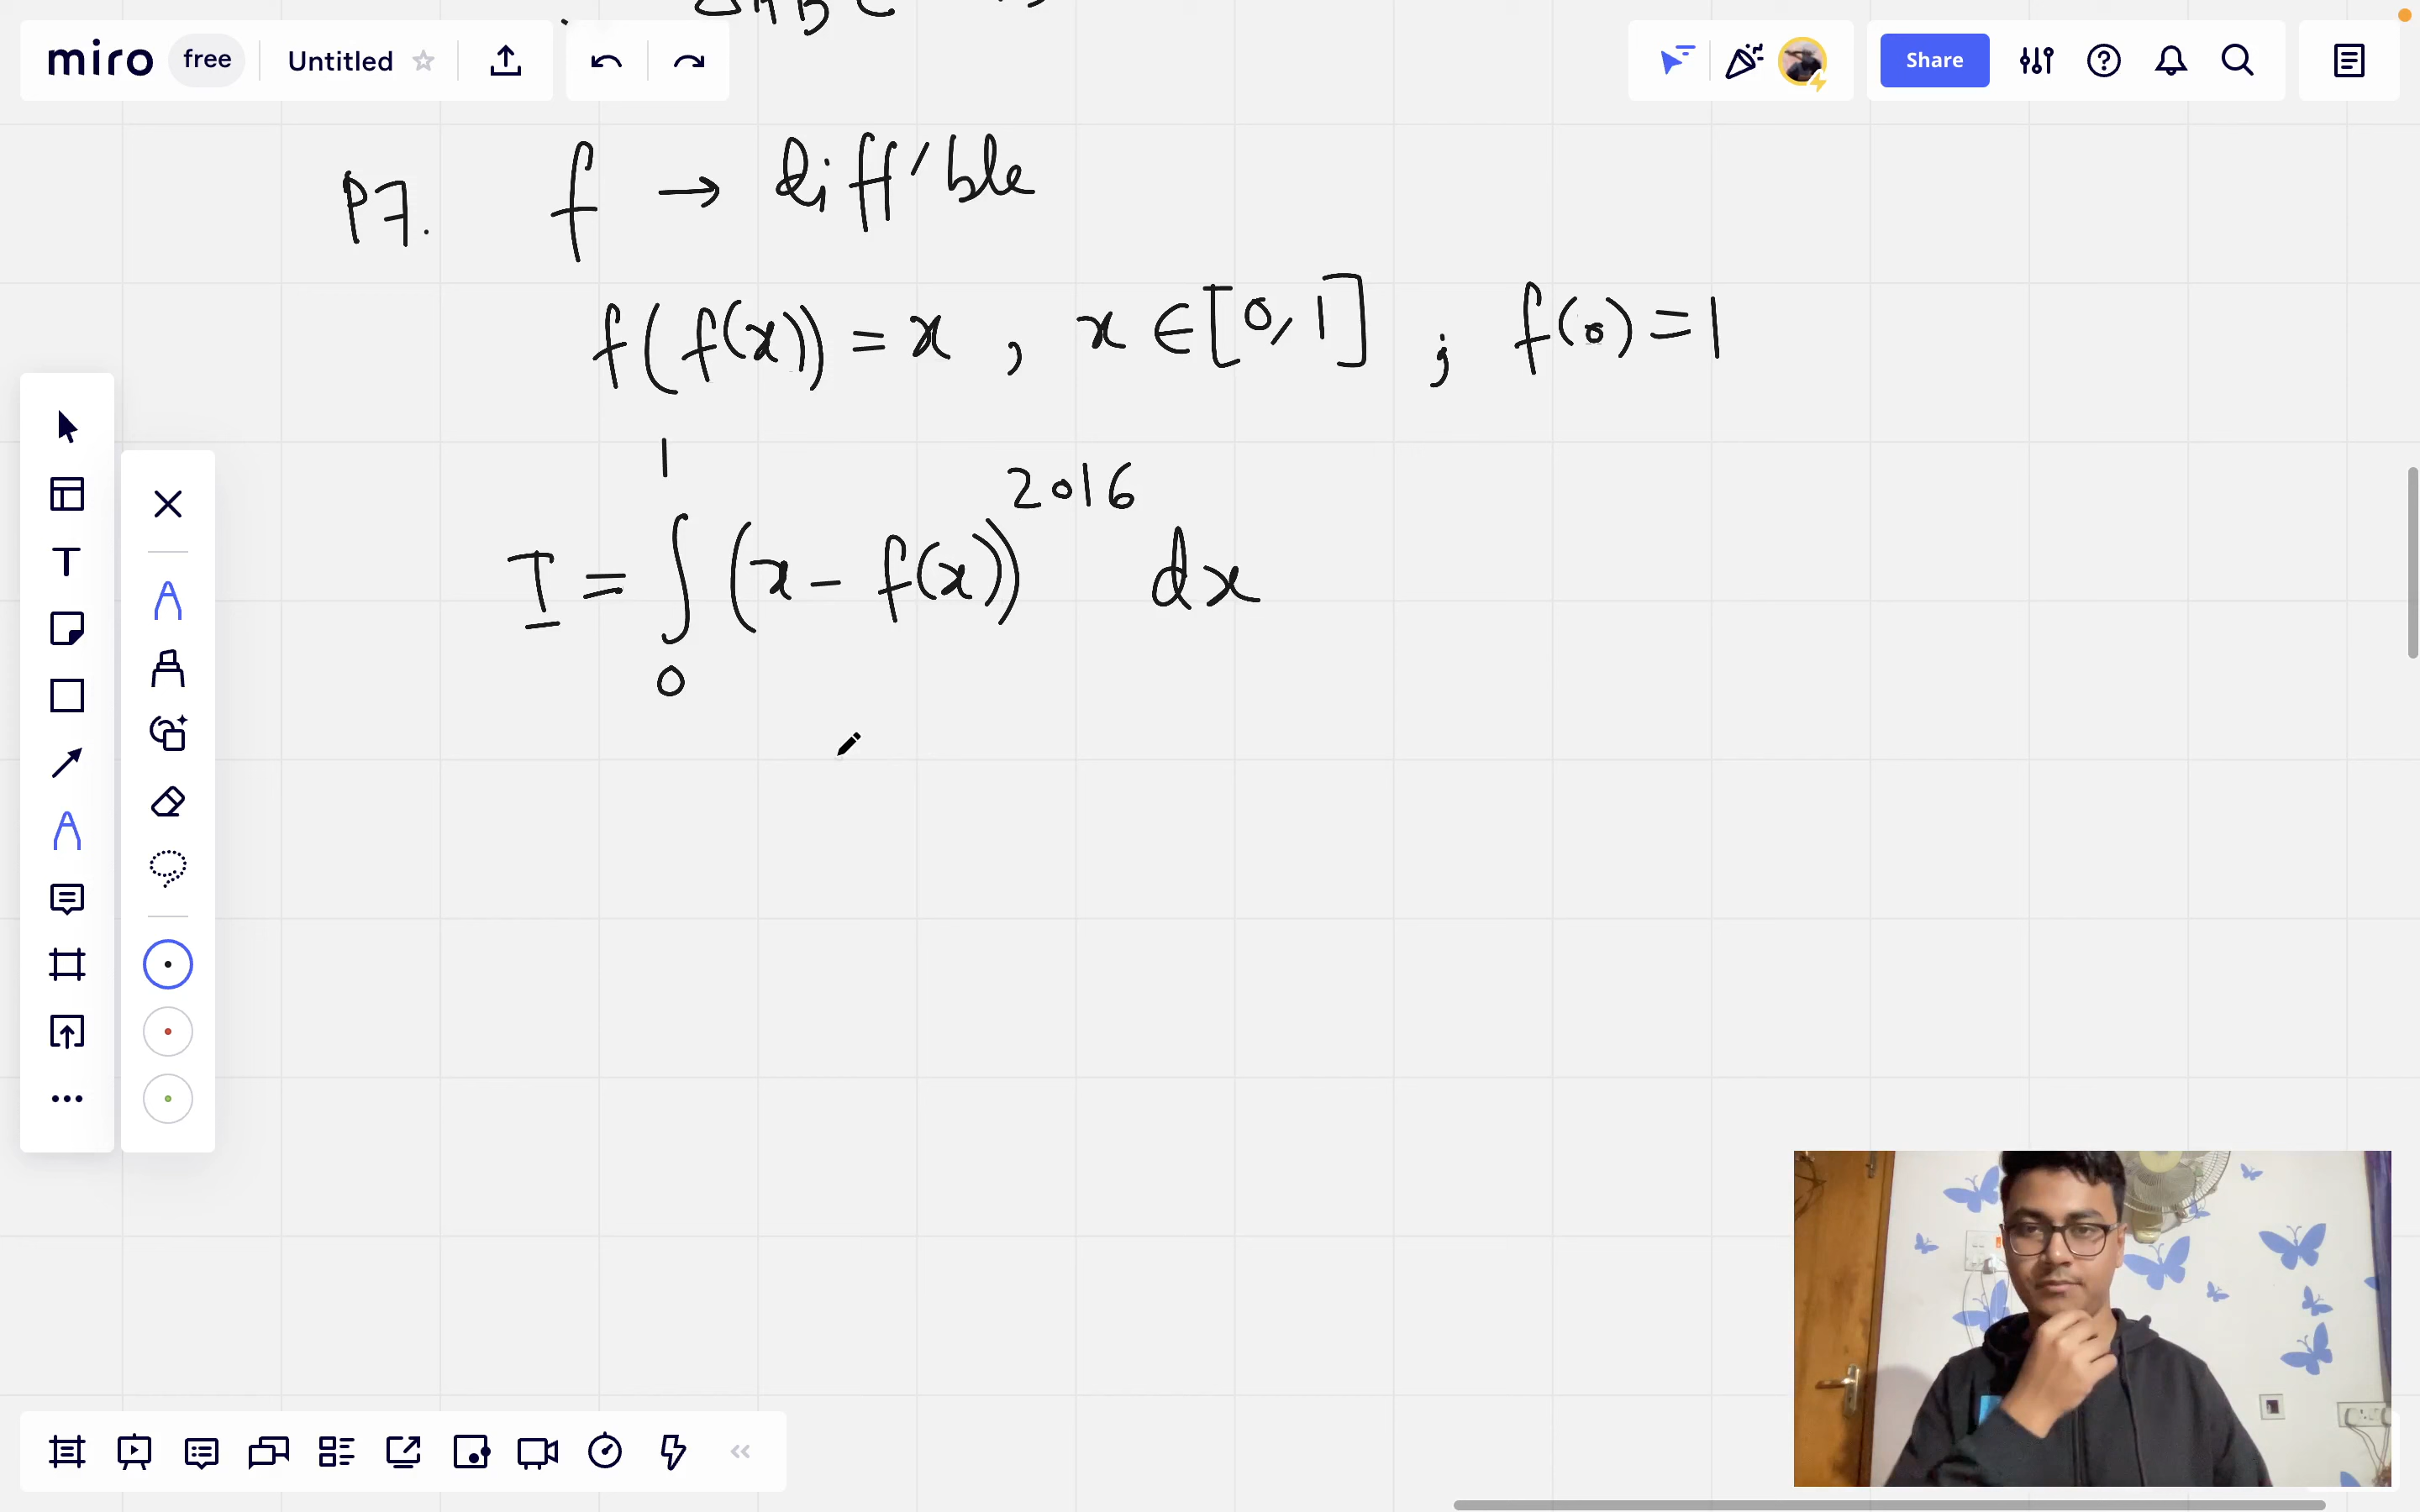 miro free Untitled
Share
P7. f → diff'ble
f(f(x)) = x , x ∈ [0, 1] ; f(0) = 1
I = ∫₀¹ (x - f(x))²⁰¹⁶ dx
T